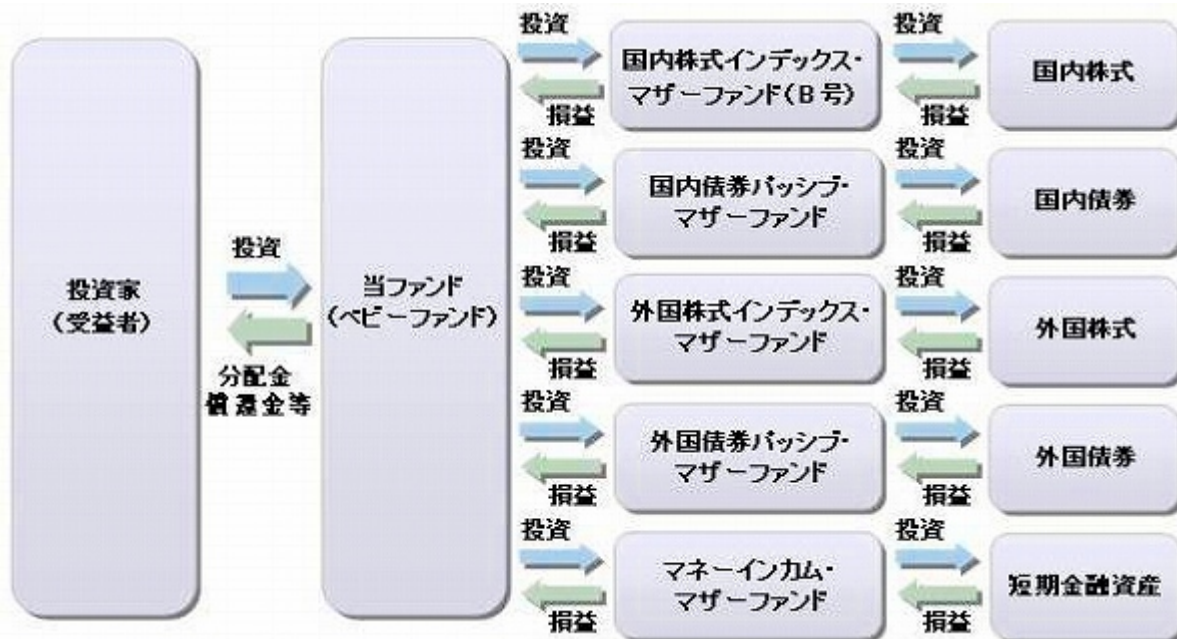 投資家
（受益者）
投資
分配金
償還金等
当ファンド
（ベビーファンド）
投資
損益
国内株式インデックス・
マザーファンド（B号）
投資
損益
国内株式
投資
損益
国内債券パッシブ・
マザーファンド
投資
損益
国内債券
投資
損益
外国株式インデックス・
マザーファンド
投資
損益
外国株式
投資
損益
外国債券パッシブ・
マザーファンド
投資
損益
外国債券
投資
損益
マネーインカム・
マザーファンド
投資
損益
短期金融資産